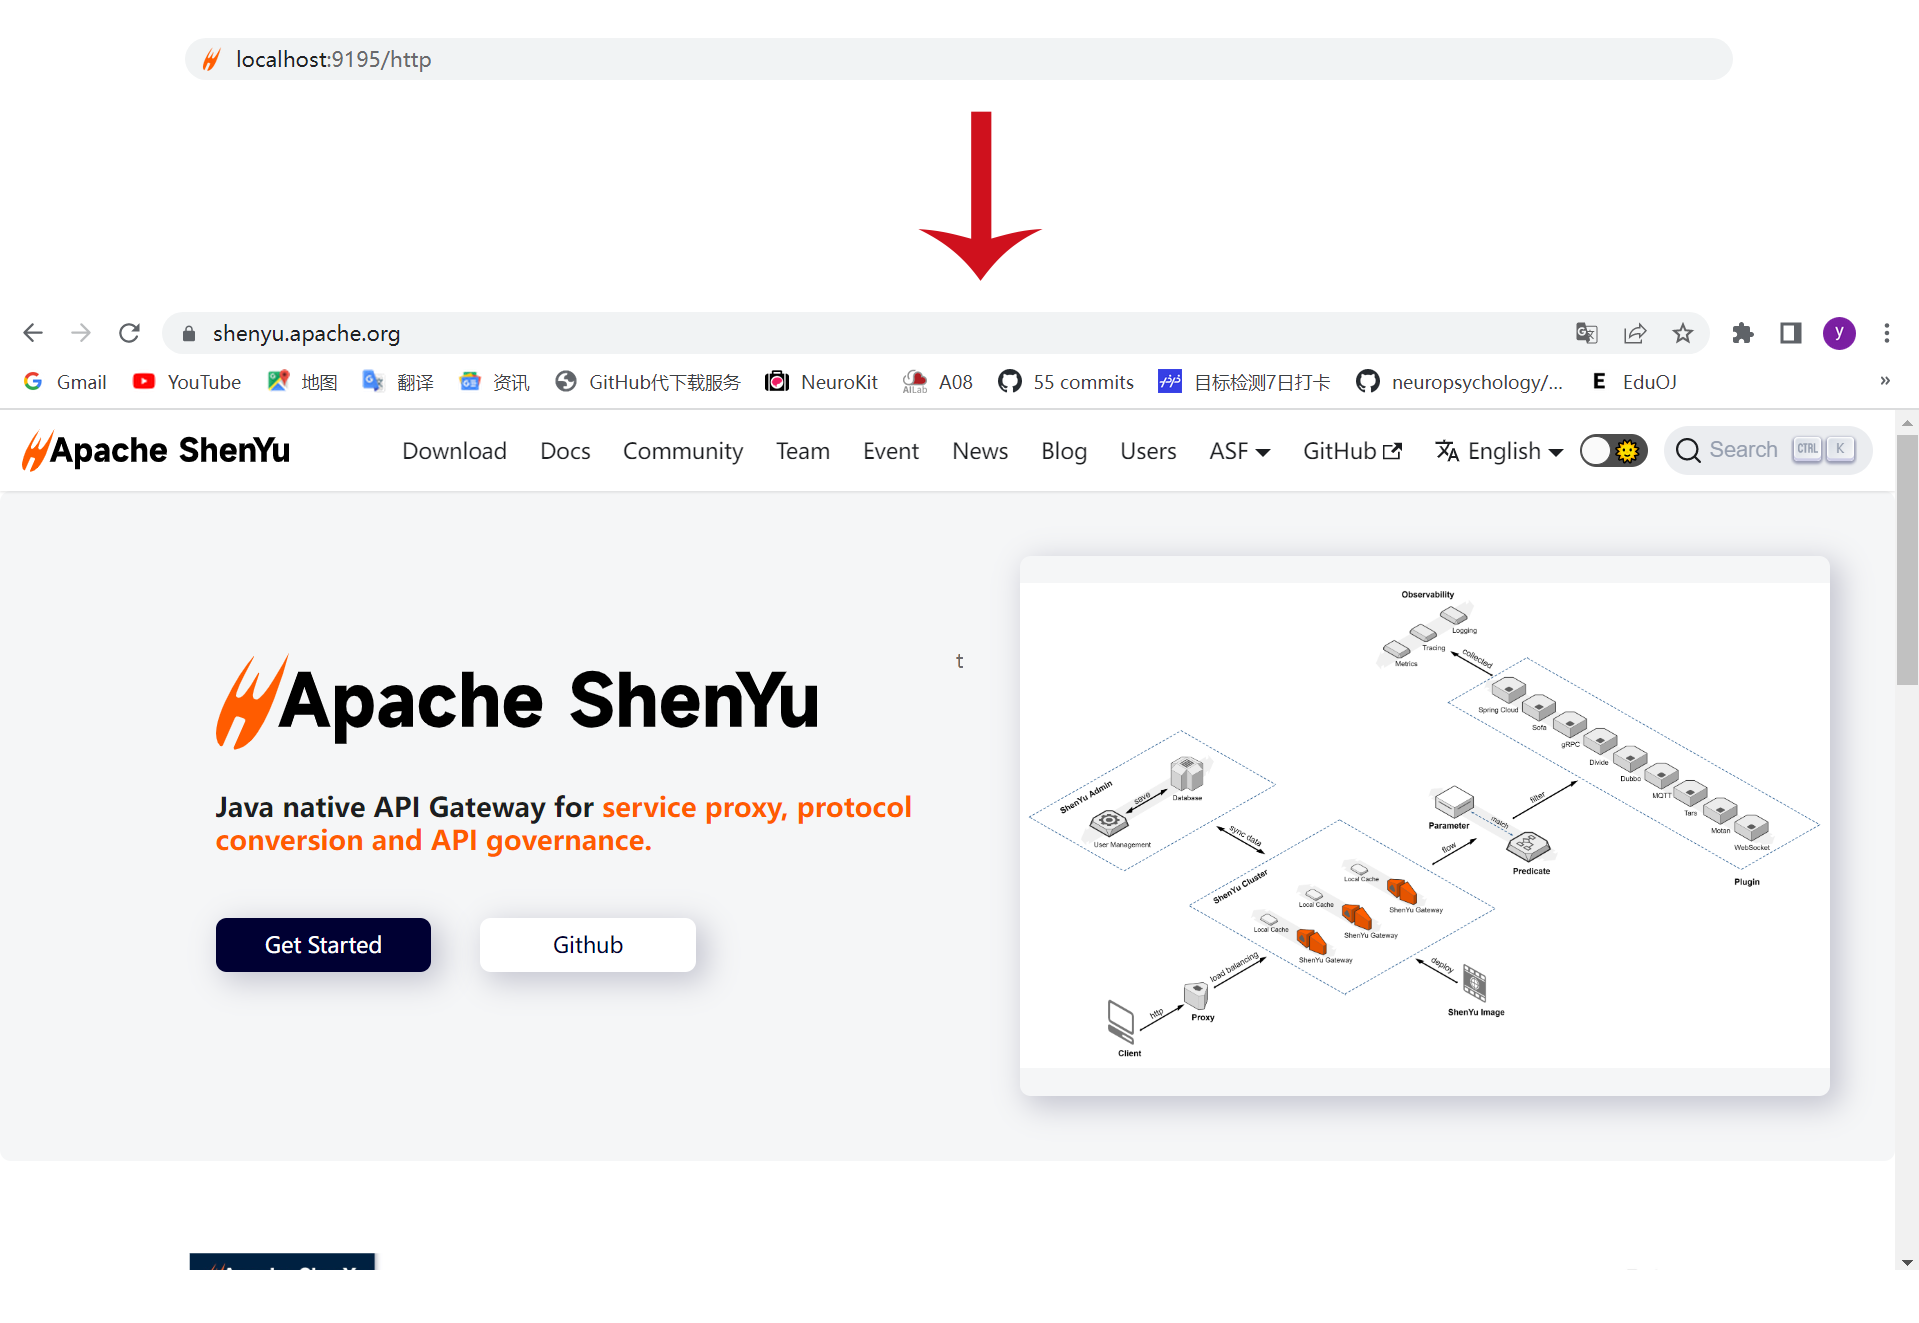 localhost:9195/http
shenyu.apache.org
y
Gmail YouTube 地图 翻译 资讯 GitHub代下载服务 NeuroKit AILab A08 55 commits 目标检测7日打卡 neuropsychology/... E EduOJ »
Apache ShenYu Download Docs Community Team Event News Blog Users ASF GitHub English Search CTRL K
Apache ShenYu
t
Java native API Gateway for service proxy, protocol
conversion and API governance.
Get Started Github
Observability
Logging
Tracing
Metrics
collected
Spring Cloud
Sofa
gRPC
Divide
Dubbo
MQTT
Tars
Motan
WebSocket
Plugin
ShenYu Admin
save
Database
User Management
sync data
Parameter
match
Predicate
filter
flow
ShenYu Cluster
Local Cache
ShenYu Gateway
Local Cache
ShenYu Gateway
Local Cache
ShenYu Gateway
load balancing
deploy
ShenYu Image
http
Proxy
Client